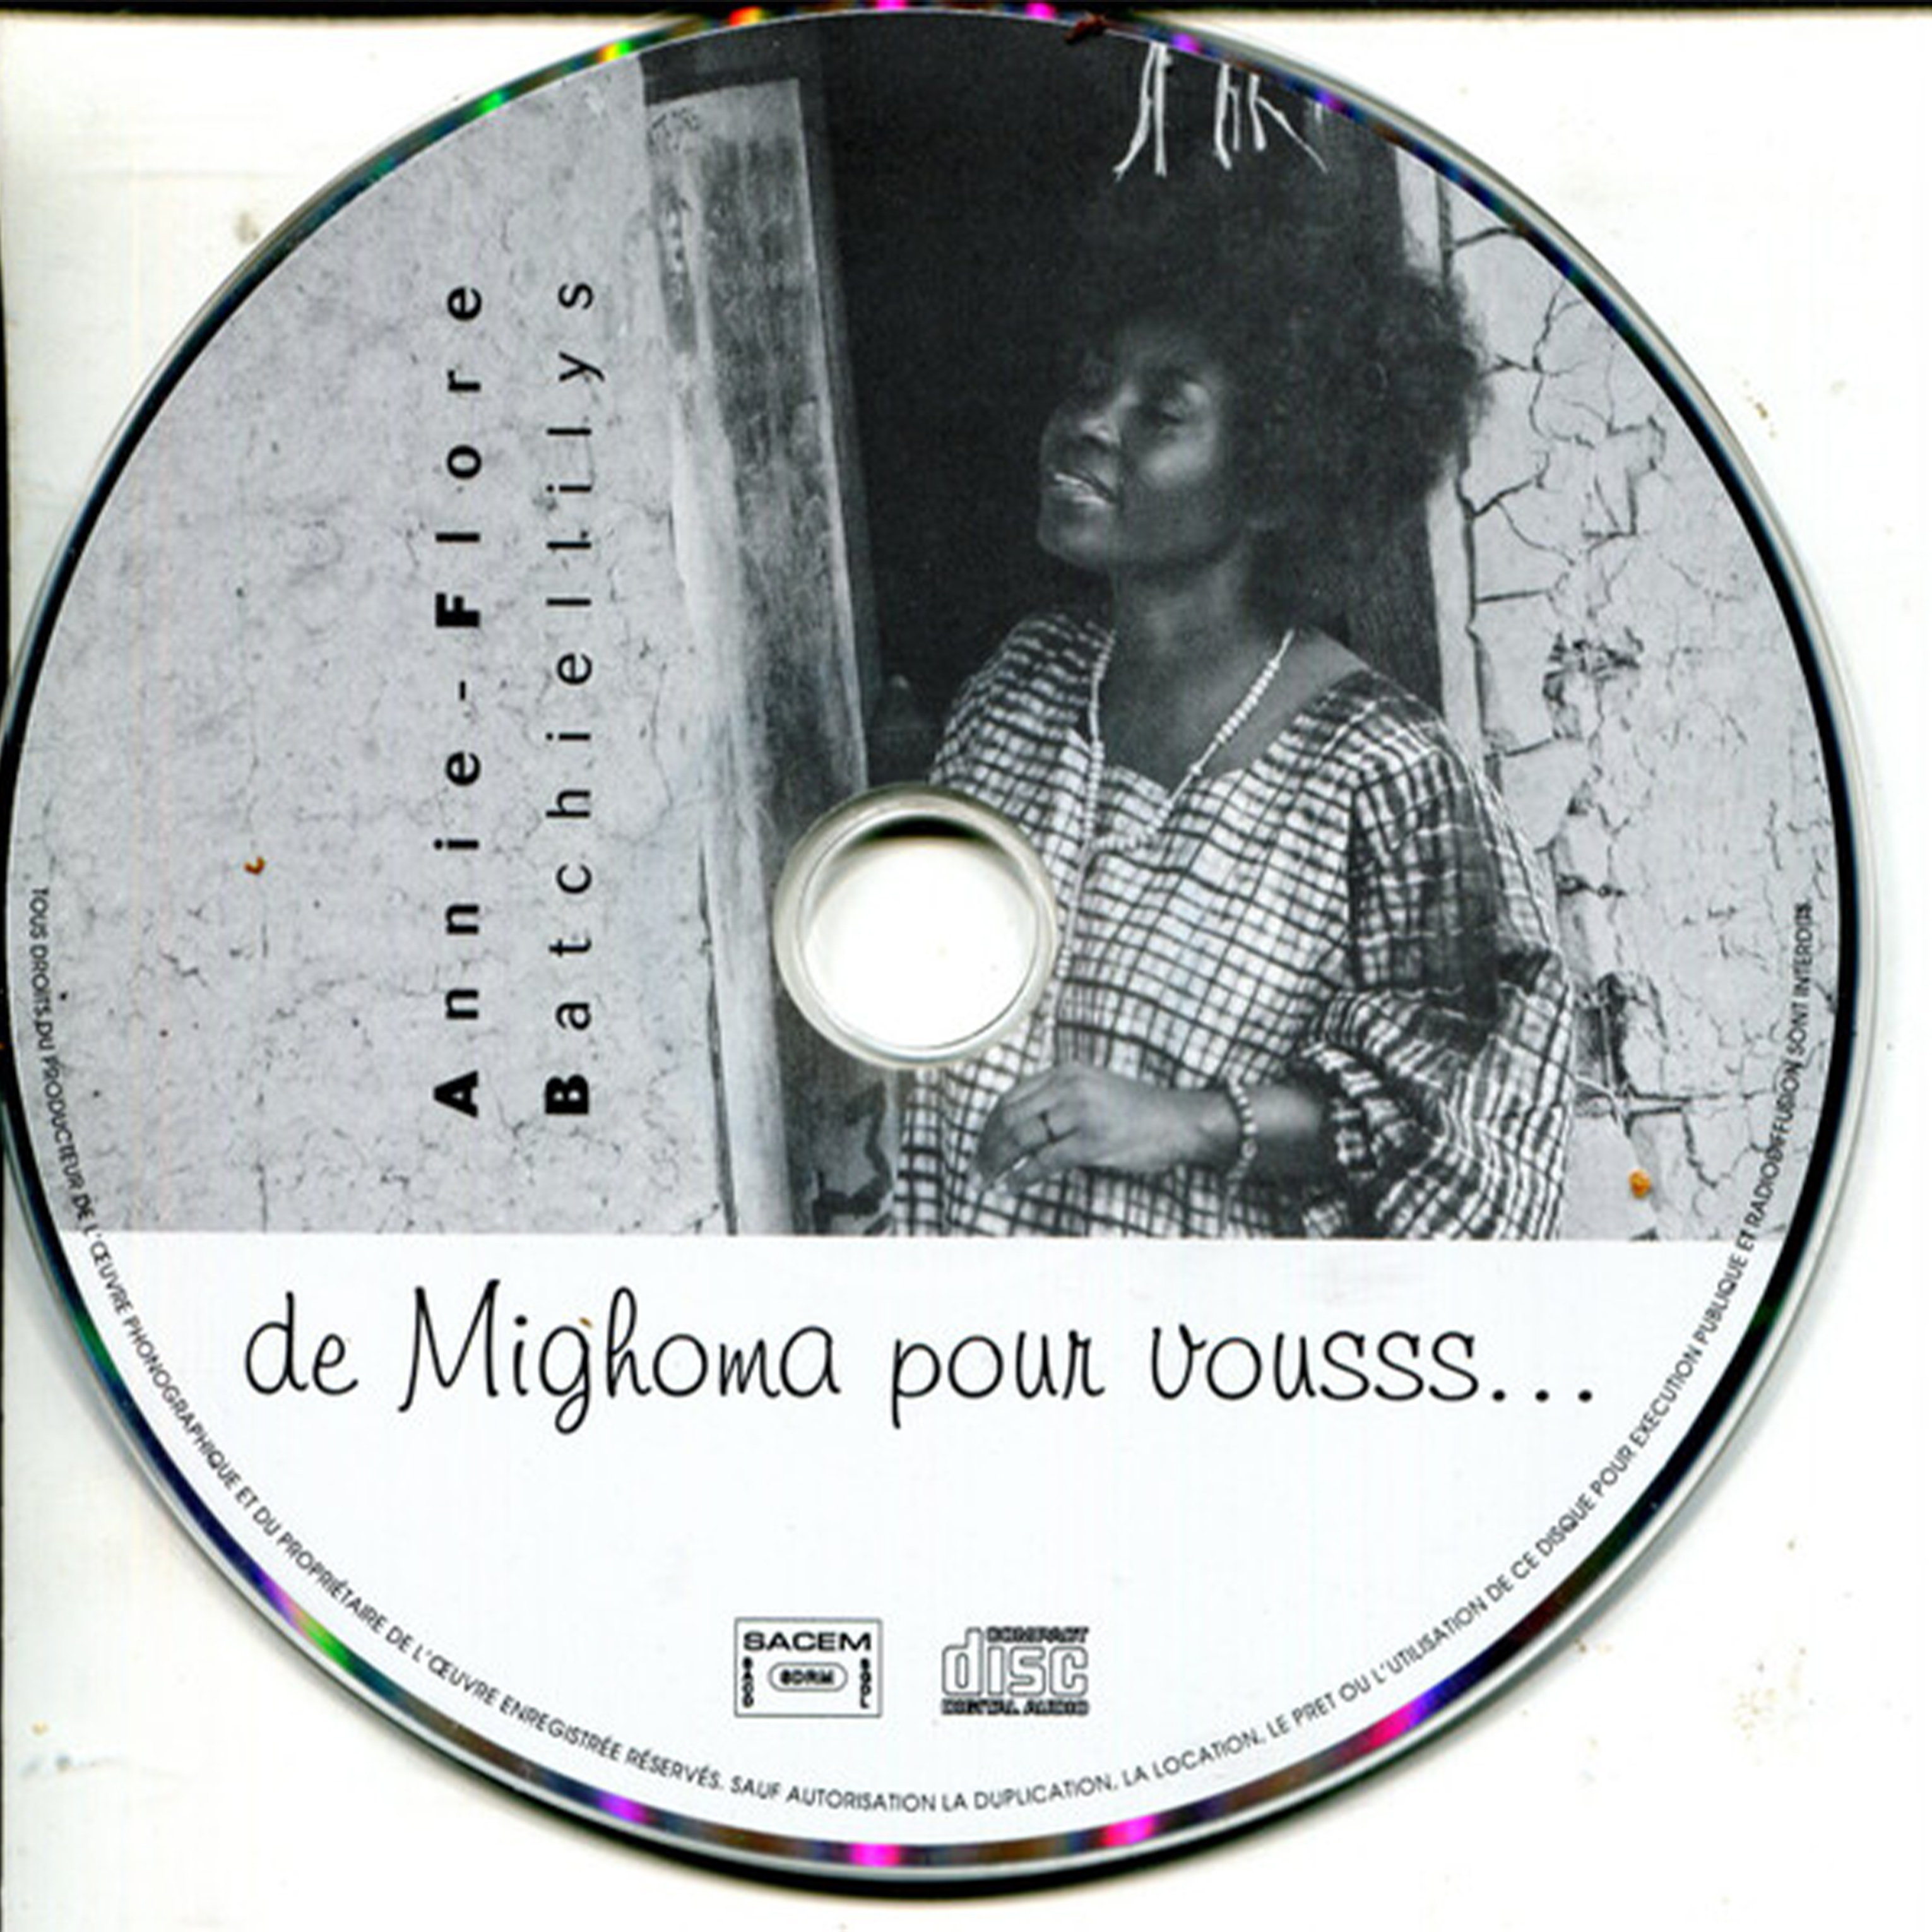 Annie-Flore
Batchiellilys
de Mighoma pour vousss...
SACEM
SACD
SDRM
SGDL
COMPACT
disc
DIGITAL AUDIO
TOUS DROITS DU PRODUCTEUR DE L'ŒUVRE PHONOGRAPHIQUE ET DU PROPRIÉTAIRE DE L'ŒUVRE ENREGISTRÉE RÉSERVÉS. SAUF AUTORISATION LA DUPLICATION, LA LOCATION, LE PRET OU L'UTILISATION DE CE DISQUE POUR EXECUTION PUBLIQUE ET RADIODIFFUSION SONT INTERDITS.